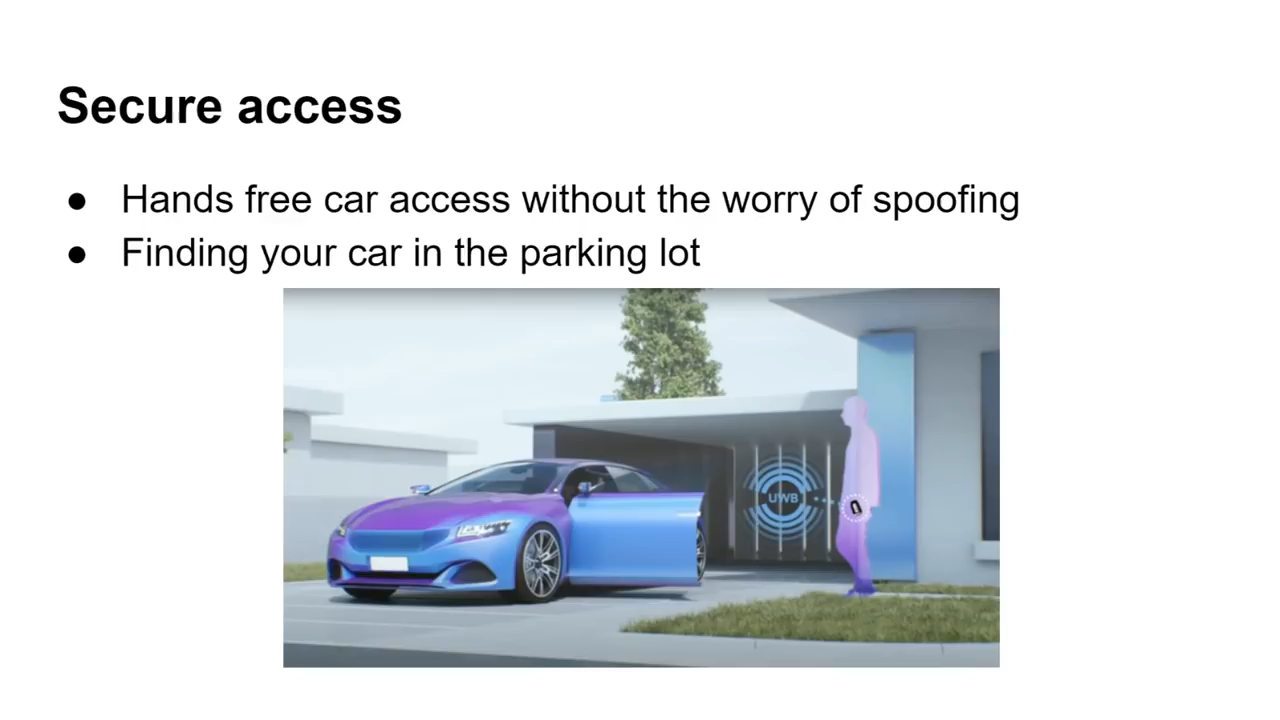 Secure access
● Hands free car access without the worry of spoofing
● Finding your car in the parking lot
UWB